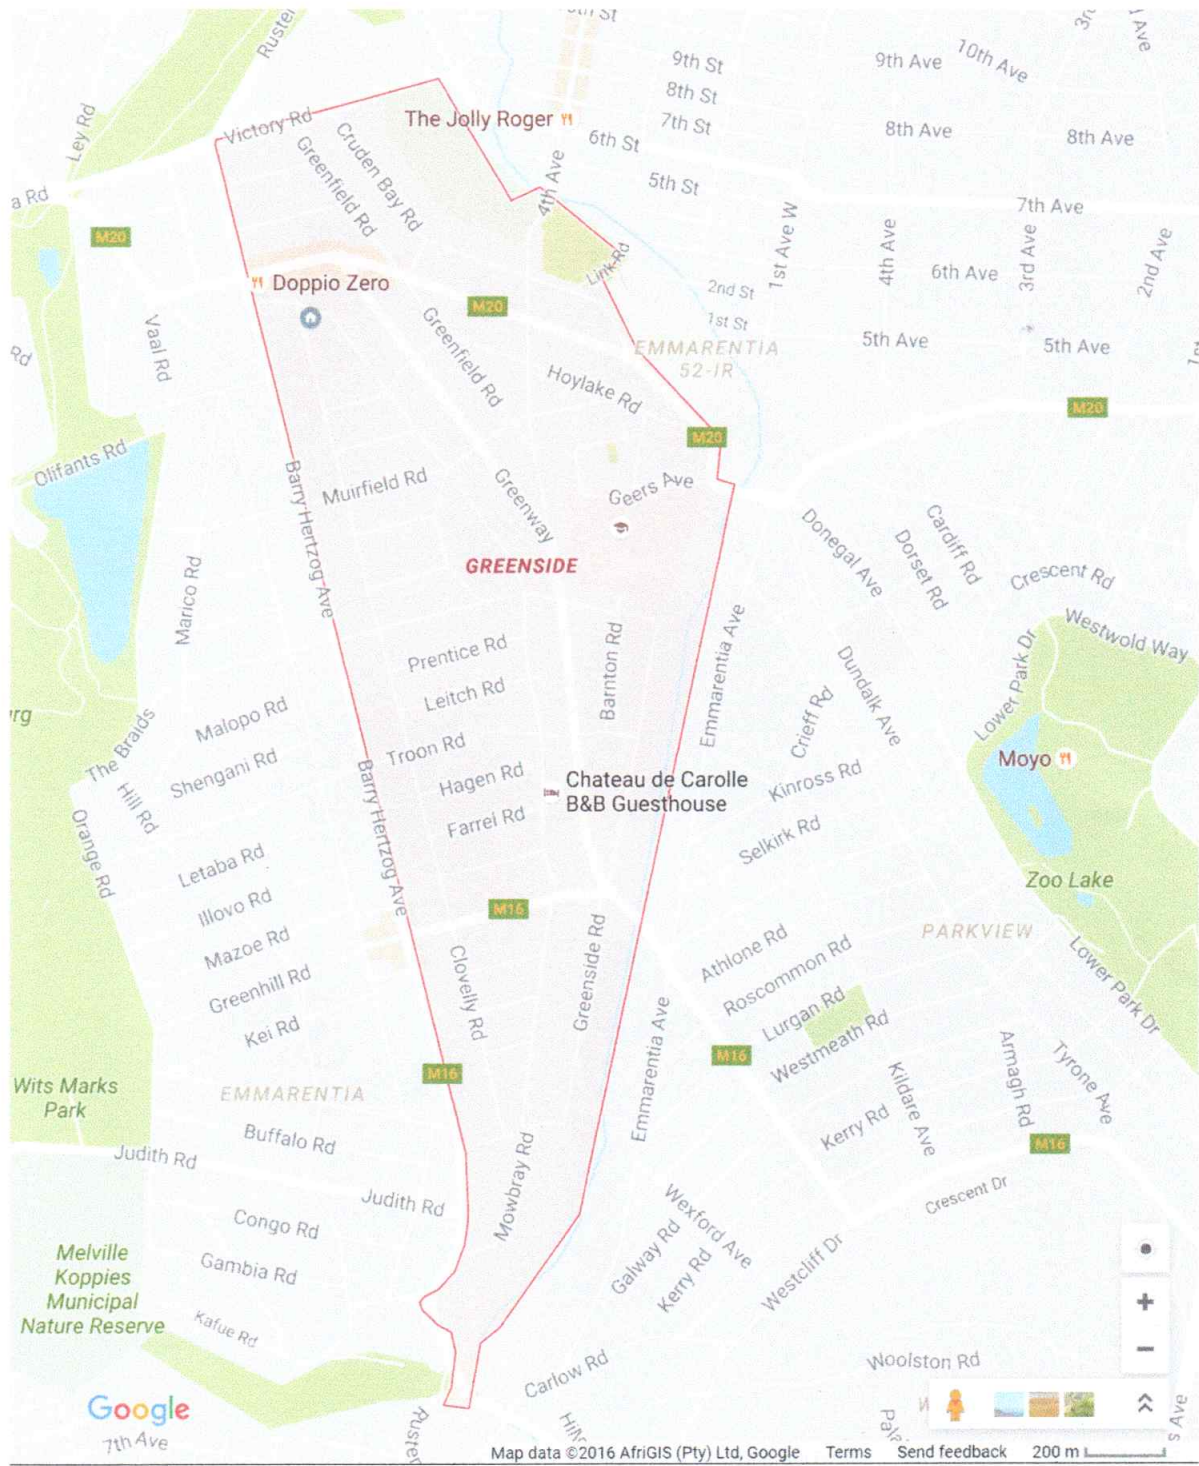 9th St
9th Ave
10th Ave
8th St
The Jolly Roger
7th St
8th Ave
8th Ave
Ley Rd
Victory Rd
Cruden Bay Rd
Greenfield Rd
6th St
5th St
4th Ave
7th Ave
1st Ave W
4th Ave
3rd Ave
2nd Ave
M20
6th Ave
Link Rd
Doppio Zero
M20
2nd St
1st St
5th Ave
5th Ave
EMMARENTIA
52-IR
Vaal Rd
Greenfield Rd
Hoylake Rd
M20
M20
Olifants Rd
Muirfield Rd
Geers Ave
Barry Hertzog Ave
Greenway
Donegal Ave
Cardiff Rd
Dorset Rd
Crescent Rd
GREENSIDE
Marico Rd
Westwold Way
Lower Park Dr
Prentice Rd
Barnton Rd
Emmarentia Ave
Dundalk Ave
Leitch Rd
Malopo Rd
Crieff Rd
The Braids
Troon Rd
Moyo
Shengani Rd
Hagen Rd
Chateau de Carolle
B&B Guesthouse
Kinross Rd
Hill Rd
Barry Hertzog Ave
Farrel Rd
Selkirk Rd
Orange Rd
Letaba Rd
Zoo Lake
Illovo Rd
M16
PARKVIEW
Mazoe Rd
Athlone Rd
Roscommon Rd
Greenhill Rd
Clovelly Rd
Greenside Rd
Lower Park Dr
Lurgan Rd
Kei Rd
Westmeath Rd
M16
M16
Emmarentia Ave
Armagh Rd
Tyrone Ave
Kildare Ave
Wits Marks
Park
EMMARENTIA
Kerry Rd
Buffalo Rd
M16
Judith Rd
Mowbray Rd
Judith Rd
Crescent Dr
Wexford Ave
Congo Rd
Galway Rd
Kerry Rd
Westcliff Dr
Melville
Koppies
Municipal
Nature Reserve
Gambia Rd
Kafue Rd
Carlow Rd
Woolston Rd
Google
7th Ave
Map data ©2016 AfriGIS (Pty) Ltd, Google Terms Send feedback 200 m